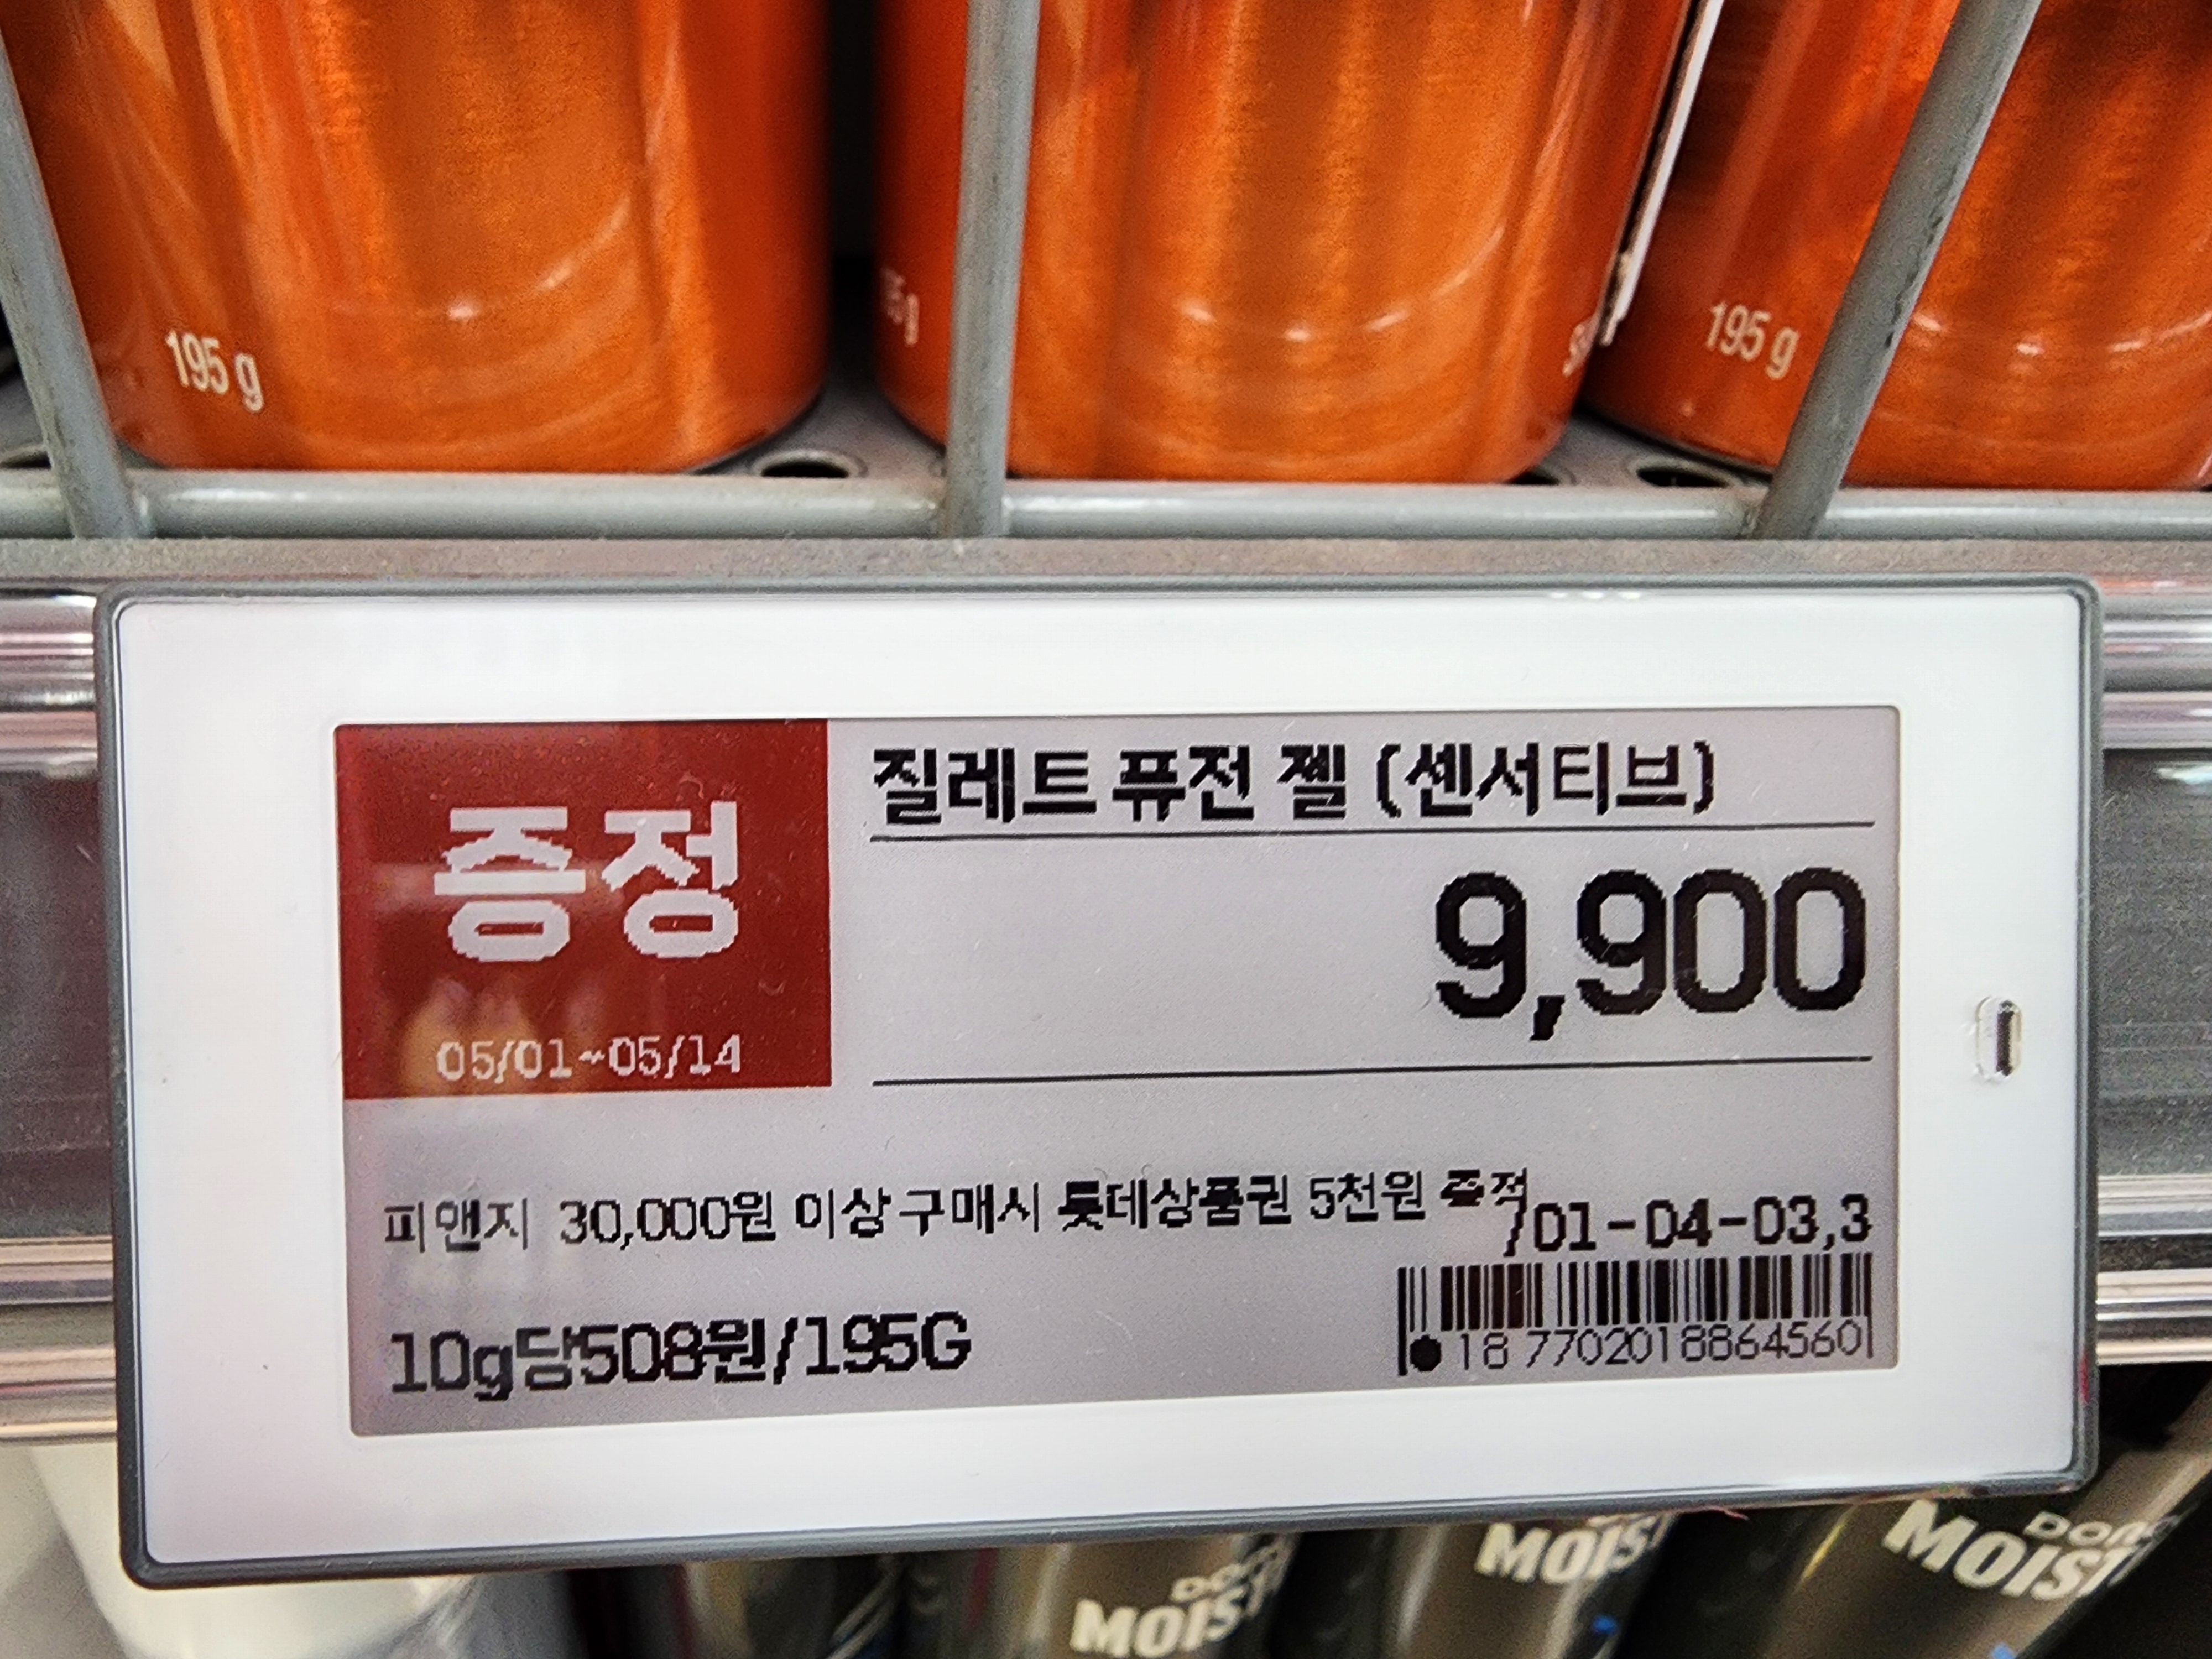 195 g
195 g
증정
05/01~05/14
질레트 퓨전 젤 (센서티브)
9,900
피앤지 30,000원 이상 구매시 롯데상품권 5천원
/01-04-03,3
10g당508원/195G
18 7702018864560
MOIST
MOIST
MOIST